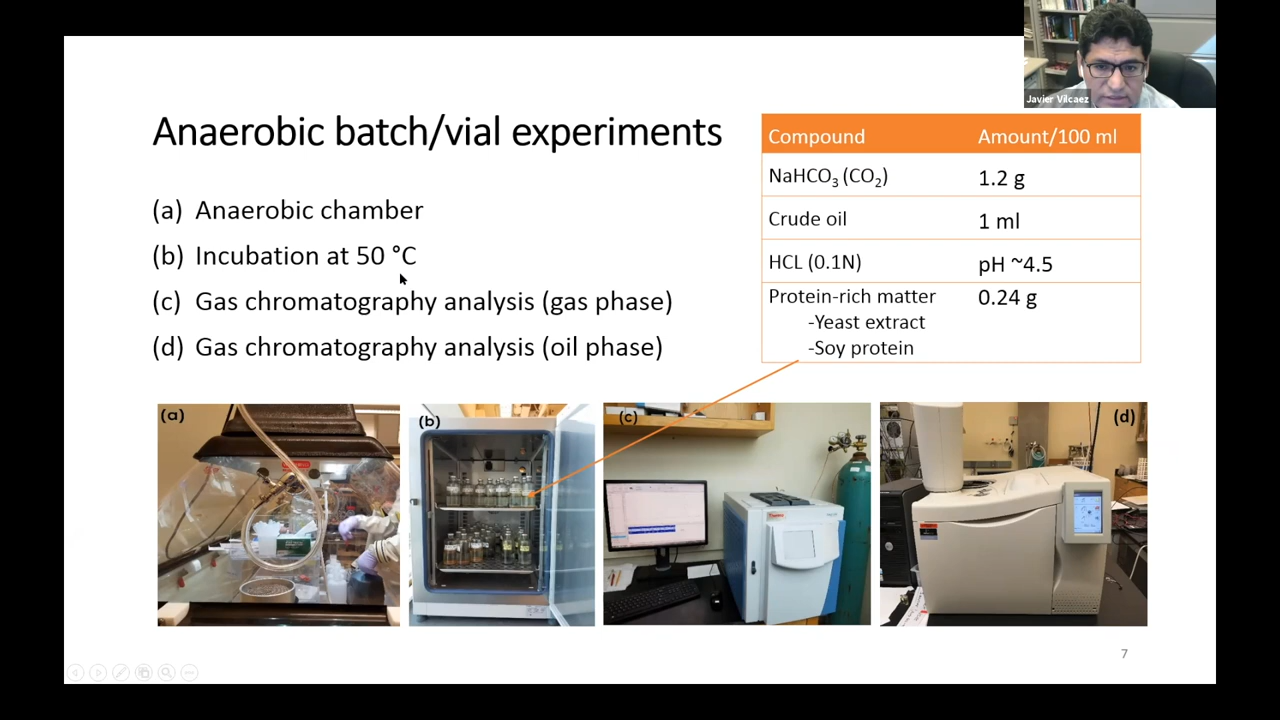 Javier Vilcaez
Anaerobic batch/vial experiments
(a) Anaerobic chamber
(b) Incubation at 50 °C
(c) Gas chromatography analysis (gas phase)
(d) Gas chromatography analysis (oil phase)
Compound Amount/100 ml
NaHCO₃ (CO₂) 1.2 g
Crude oil 1 ml
HCL (0.1N) pH ~4.5
Protein-rich matter 0.24 g
-Yeast extract
-Soy protein
(a)
(b)
(c)
(d)
7